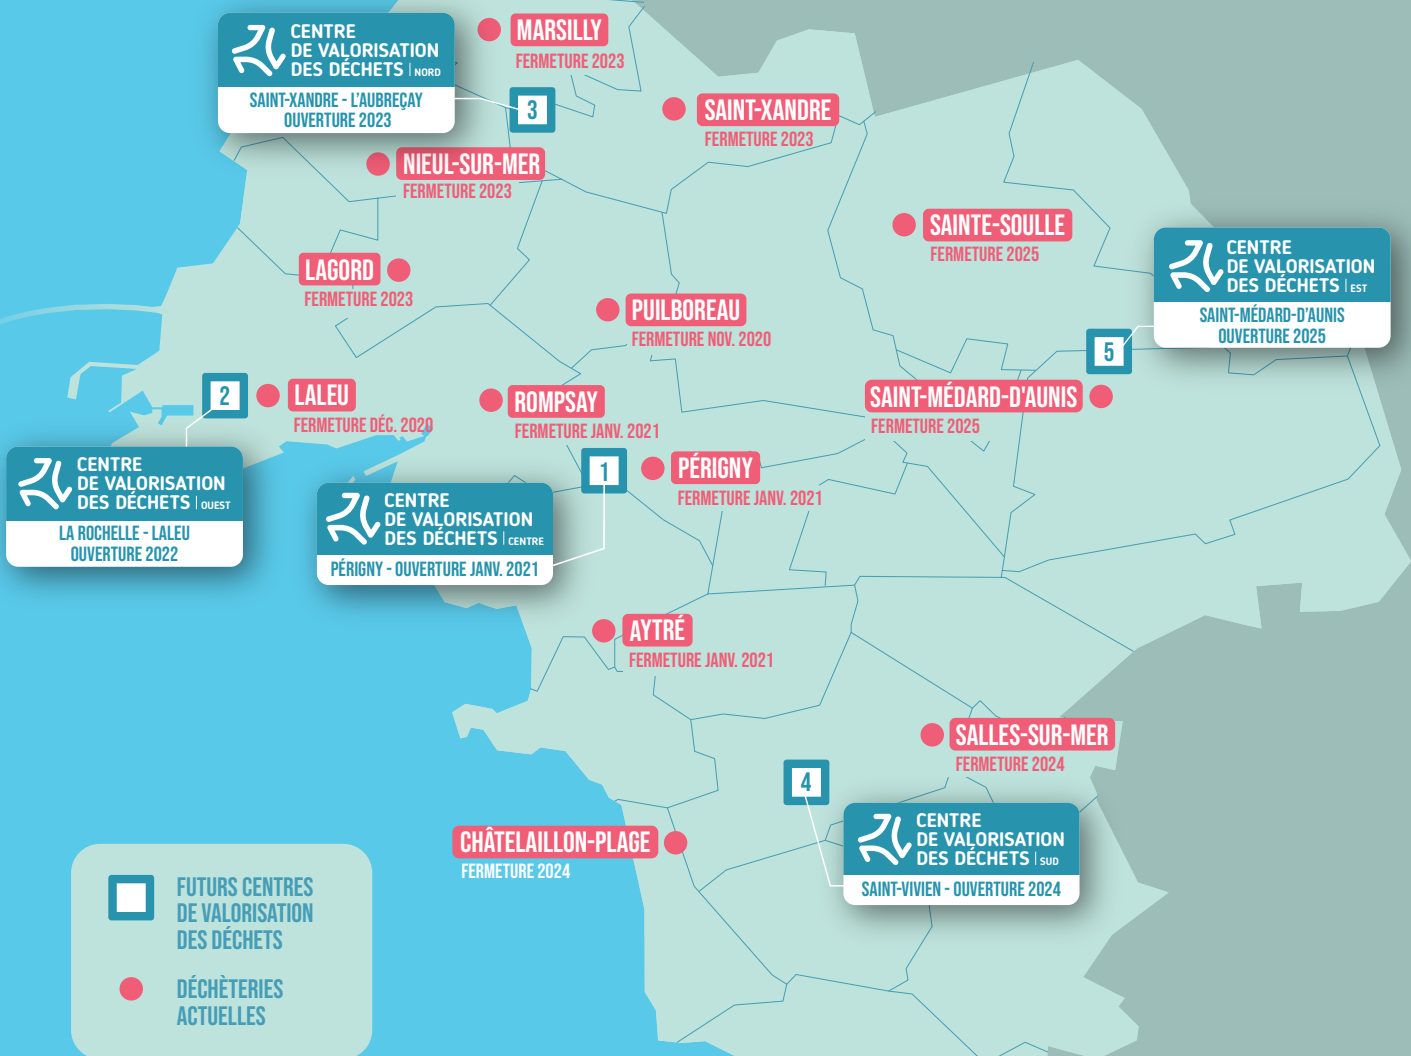 CENTRE
DE VALORISATION
DES DÉCHETS | NORD
SAINT-XANDRE - L'AUBREÇAY
OUVERTURE 2023
MARSILLY
FERMETURE 2023
3
SAINT-XANDRE
FERMETURE 2023
NIEUL-SUR-MER
FERMETURE 2023
SAINTE-SOULLE
FERMETURE 2025
CENTRE
DE VALORISATION
DES DÉCHETS | EST
SAINT-MÉDARD-D'AUNIS
OUVERTURE 2025
LAGORD
FERMETURE 2023
PUILBOREAU
FERMETURE NOV. 2020
5
2
LALEU
FERMETURE DÉC. 2020
ROMPSAY
FERMETURE JANV. 2021
SAINT-MÉDARD-D'AUNIS
FERMETURE 2025
CENTRE
DE VALORISATION
DES DÉCHETS | OUEST
LA ROCHELLE - LALEU
OUVERTURE 2022
1
PÉRIGNY
FERMETURE JANV. 2021
CENTRE
DE VALORISATION
DES DÉCHETS | CENTRE
PÉRIGNY - OUVERTURE JANV. 2021
AYTRÉ
FERMETURE JANV. 2021
SALLES-SUR-MER
FERMETURE 2024
4
CENTRE
DE VALORISATION
DES DÉCHETS | SUD
SAINT-VIVIEN - OUVERTURE 2024
CHÂTELAILLON-PLAGE
FERMETURE 2024
FUTURS CENTRES
DE VALORISATION
DES DÉCHETS
DÉCHÈTERIES
ACTUELLES